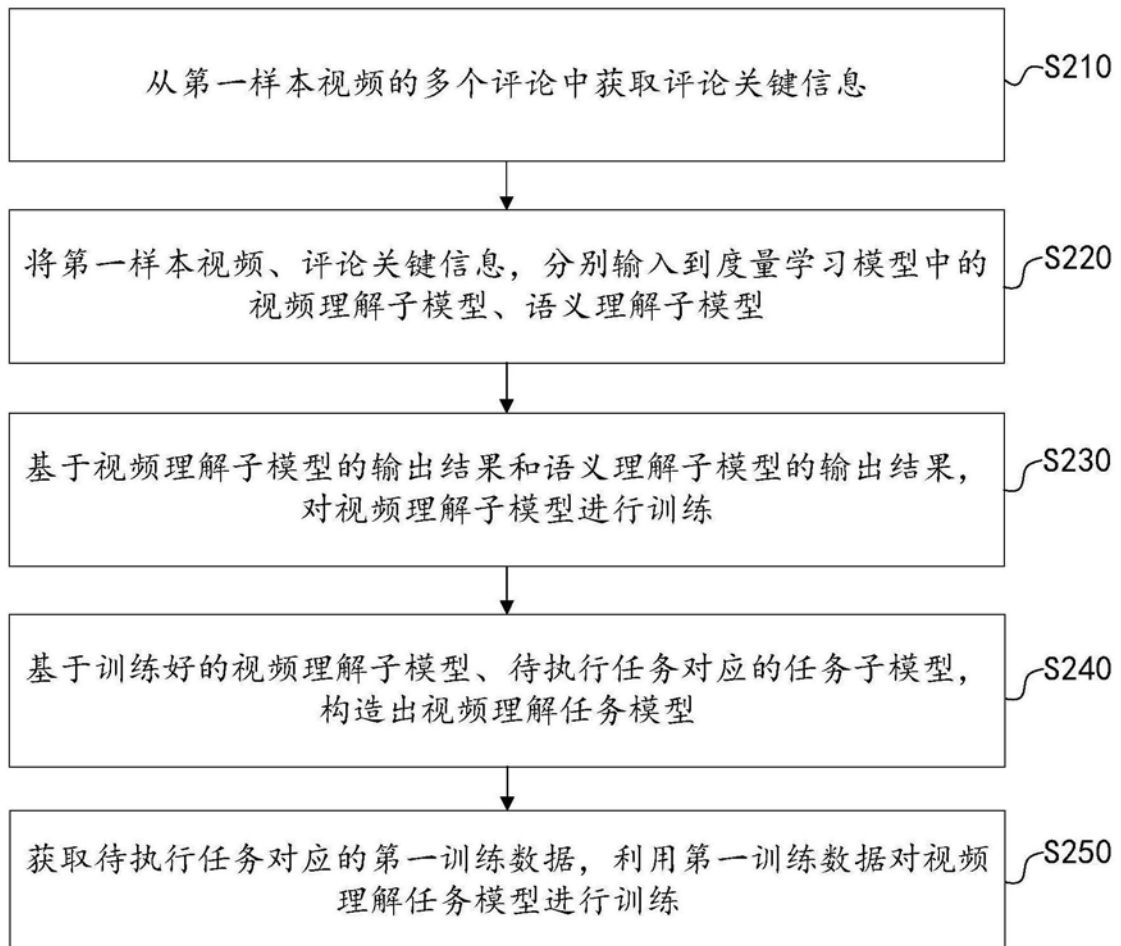 从第一样本视频的多个评论中获取评论关键信息
S210
将第一样本视频、评论关键信息，分别输入到度量学习模型中的
视频理解子模型、语义理解子模型
S220
基于视频理解子模型的输出结果和语义理解子模型的输出结果，
对视频理解子模型进行训练
S230
基于训练好的视频理解子模型、待执行任务对应的任务子模型，
构造出视频理解任务模型
S240
获取待执行任务对应的第一训练数据，利用第一训练数据对视频
理解任务模型进行训练
S250